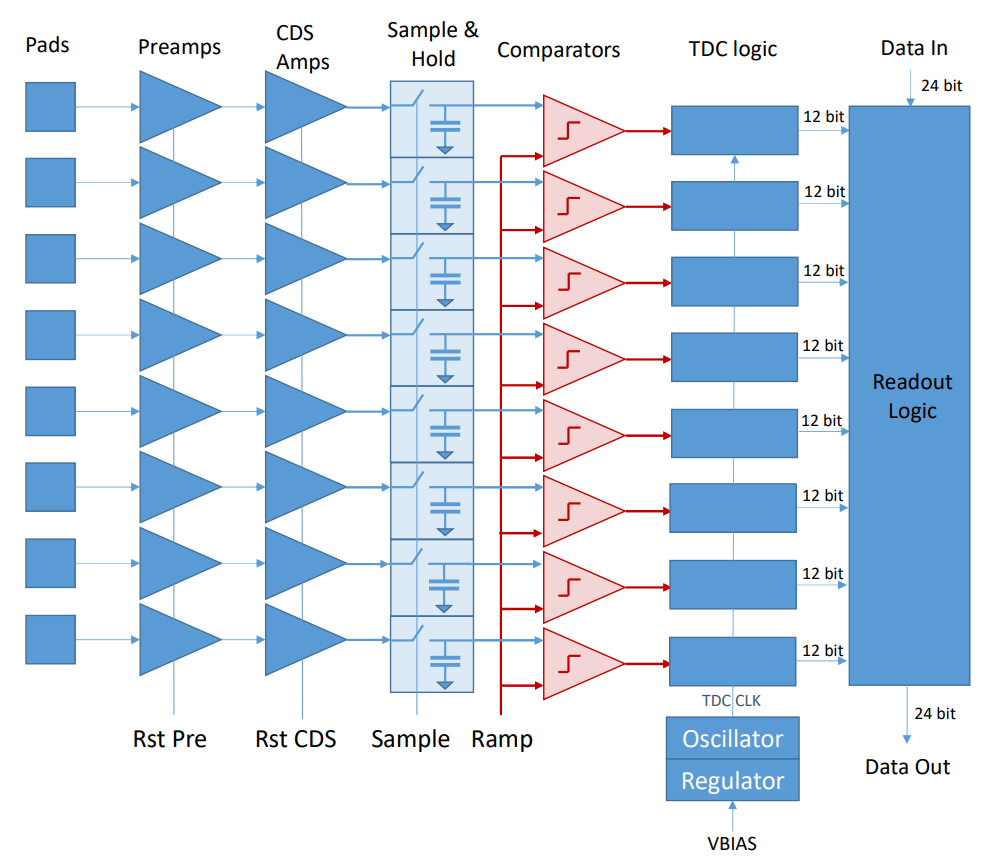 Pads
Preamps
CDS
Amps
Sample &
Hold
Comparators
TDC logic
Data In
24 bit
12 bit
12 bit
12 bit
12 bit
12 bit
12 bit
12 bit
12 bit
Readout
Logic
TDC CLK
24 bit
Rst Pre
Rst CDS
Sample
Ramp
Oscillator
Regulator
Data Out
VBIAS